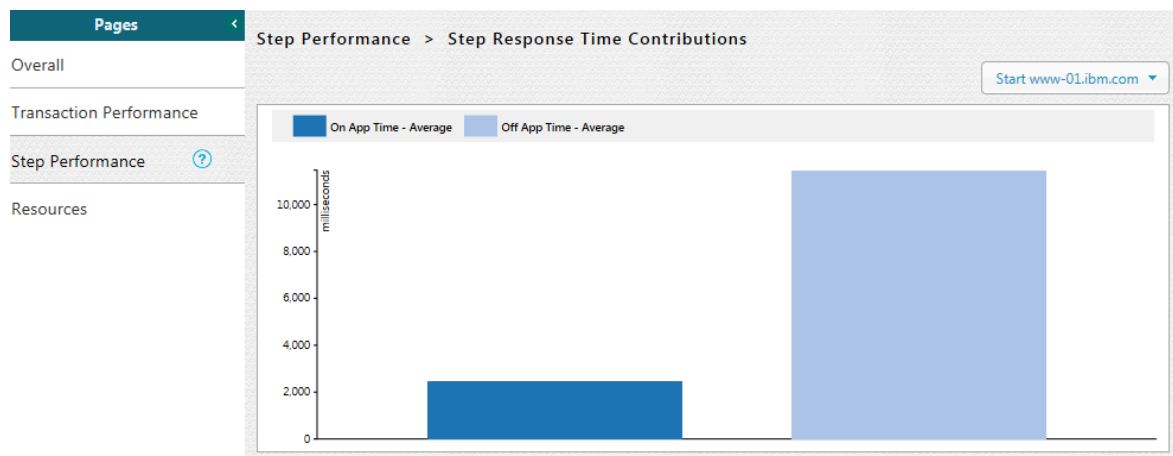 Pages
Overall
Transaction Performance
Step Performance ?
Resources
Step Performance > Step Response Time Contributions
Start www-01.ibm.com
On App Time - Average Off App Time - Average
milliseconds
10,000
8,000
6,000
4,000
2,000
0